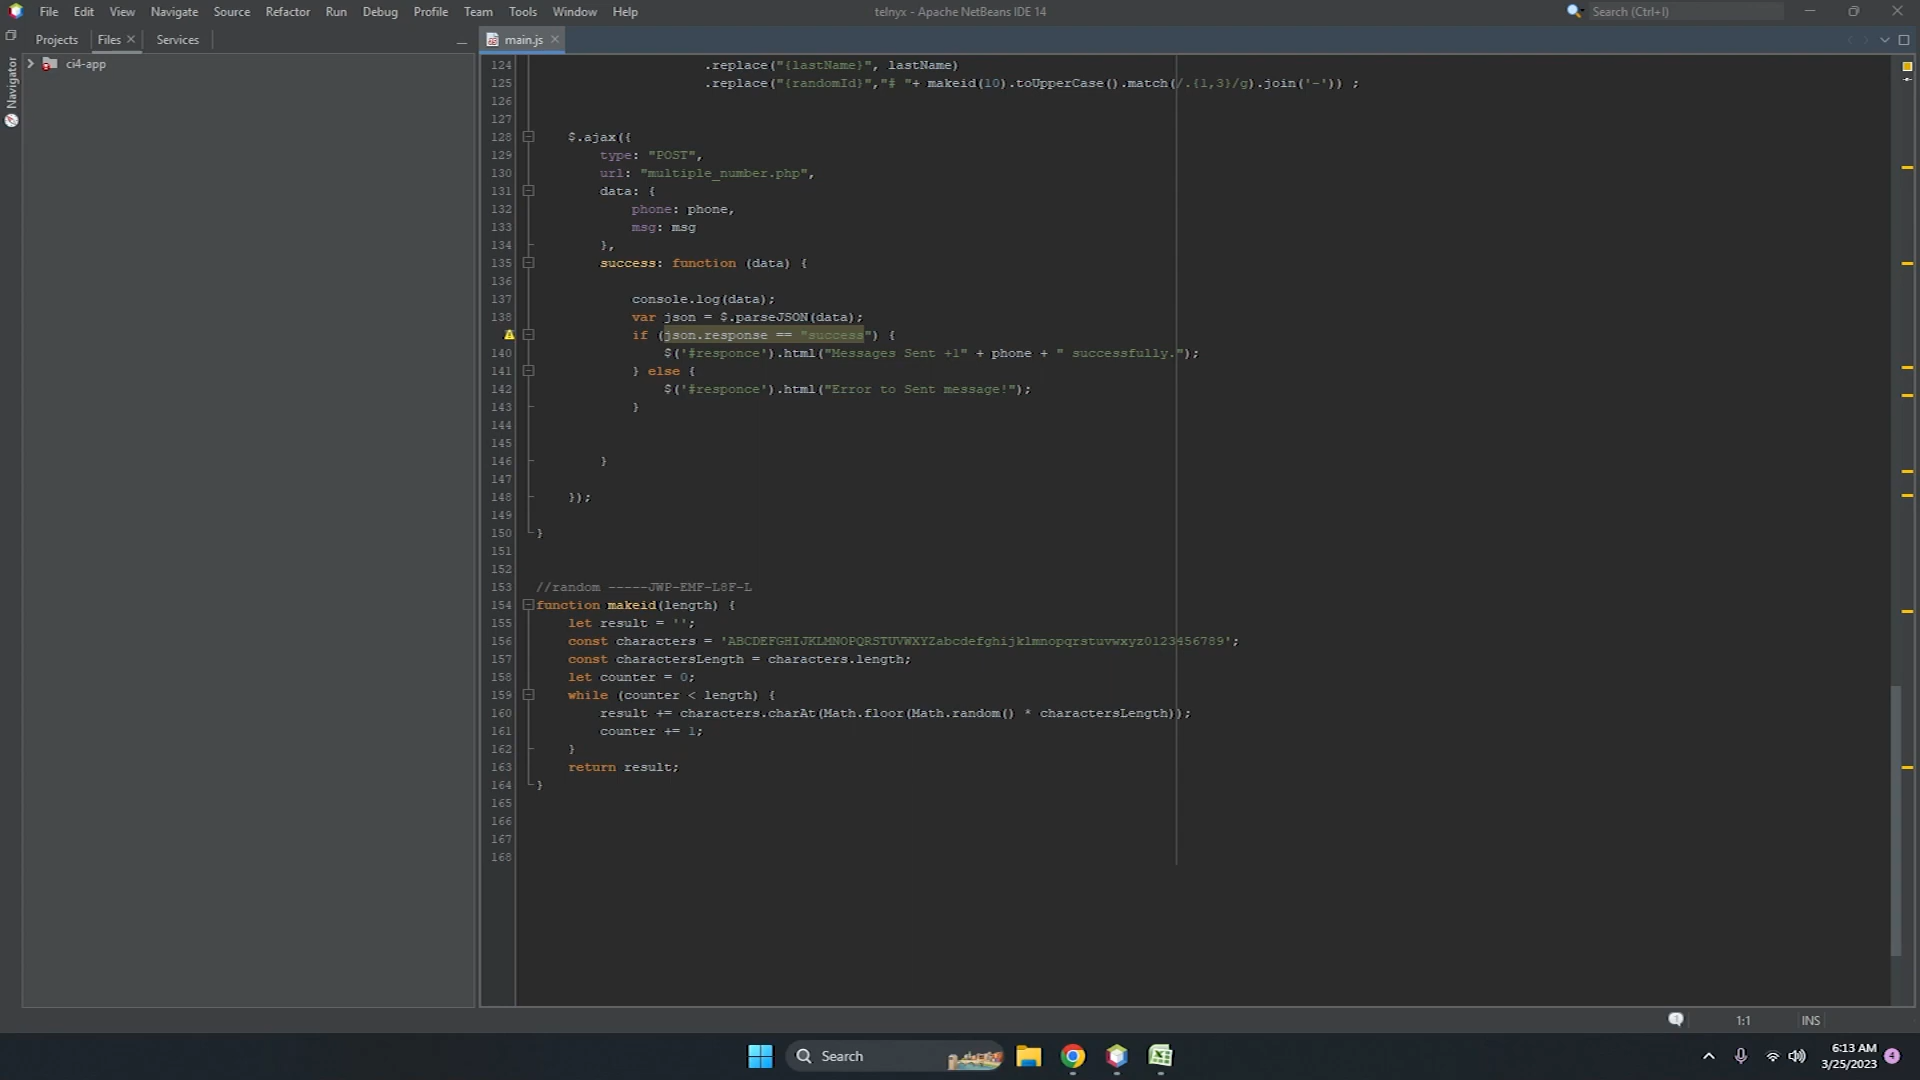 File Edit View Navigate Source Refactor Run Debug Profile Team Tools Window Help
telnyx - Apache NetBeans IDE 14
Search (Ctrl+I)
Projects Files Services
main.js
Navigator
ci4-app
124 .replace("{lastName}", lastName)
125 .replace("{randomId}","# "+ makeid(10).toUpperCase().match(/.{1,3}/g).join('-')) ;
126
127
128 $.ajax({
129 type: "POST",
130 url: "multiple_number.php",
131 data: {
132 phone: phone,
133 msg: msg
134 },
135 success: function (data) {
136
137 console.log(data);
138 var json = $.parseJSON(data);
if (json.response == "success") {
140 $('#responce').html("Messages Sent +1" + phone + " successfully.");
141 } else {
142 $('#responce').html("Error to Sent message!");
143 }
144
145
146 }
147
148 });
149
150 }
151
152
153 //random -----JWP-EMF-L8F-L
154 function makeid(length) {
155 let result = '';
156 const characters = 'ABCDEFGHIJKLMNOPQRSTUVWXYZabcdefghijklmnopqrstuvwxyz0123456789';
157 const charactersLength = characters.length;
158 let counter = 0;
159 while (counter < length) {
160 result += characters.charAt(Math.floor(Math.random() * charactersLength));
161 counter += 1;
162 }
163 return result;
164 }
165
166
167
168
1:1 INS
Search
6:13 AM
3/25/2023
4